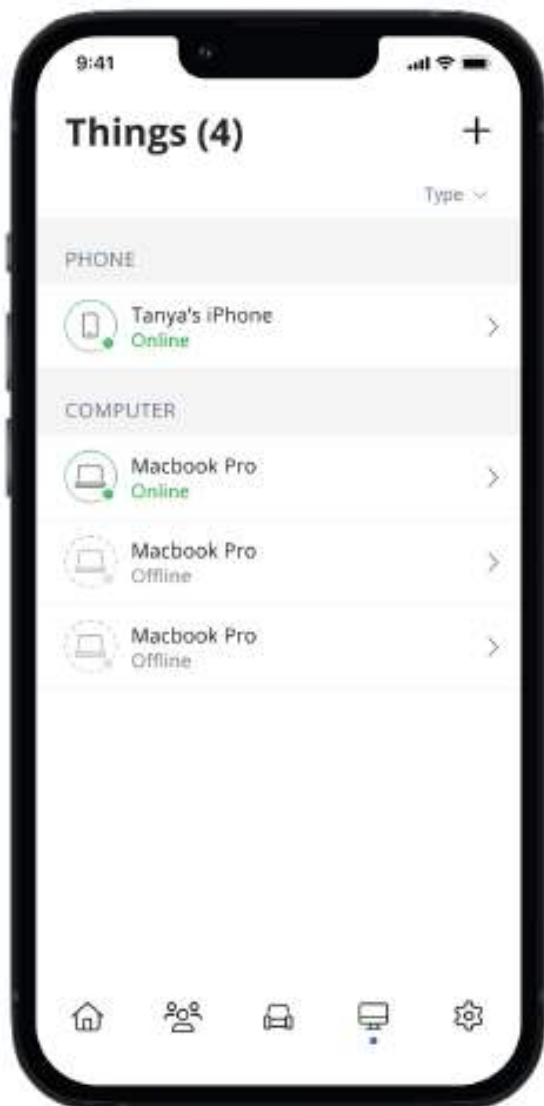 9:41
Things (4)
Type
PHONE
Tanya's iPhone
Online
COMPUTER
Macbook Pro
Online
Macbook Pro
Offline
Macbook Pro
Offline